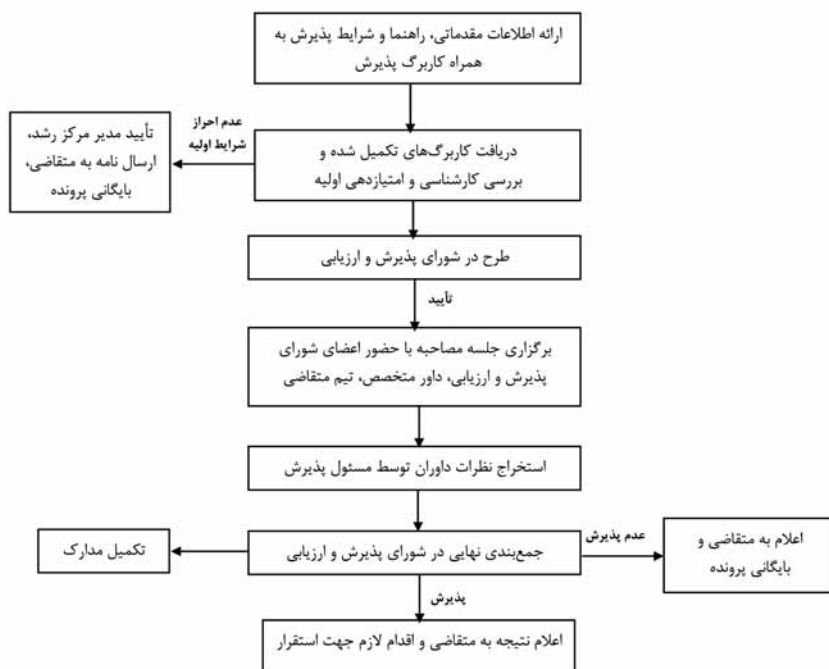 ارائه اطلاعات مقدماتی، راهنما و شرایط پذیرش به
همراه کاربرگ پذیرش
عدم احراز
شرایط اولیه
دریافت کاربرگ‌های تکمیل شده و
بررسی کارشناسی و امتیازدهی اولیه
تأیید مدیر مرکز رشد،
ارسال نامه به متقاضی،
بایگانی پرونده
طرح در شورای پذیرش و ارزیابی
تأیید
برگزاری جلسه مصاحبه با حضور اعضای شورای
پذیرش و ارزیابی، داور متخصص، تیم متقاضی
استخراج نظرات داوران توسط مسئول پذیرش
جمع‌بندی نهایی در شورای پذیرش و ارزیابی
عدم پذیرش
اعلام به متقاضی و
بایگانی پرونده
تکمیل مدارک
پذیرش
اعلام نتیجه به متقاضی و اقدام لازم جهت استقرار